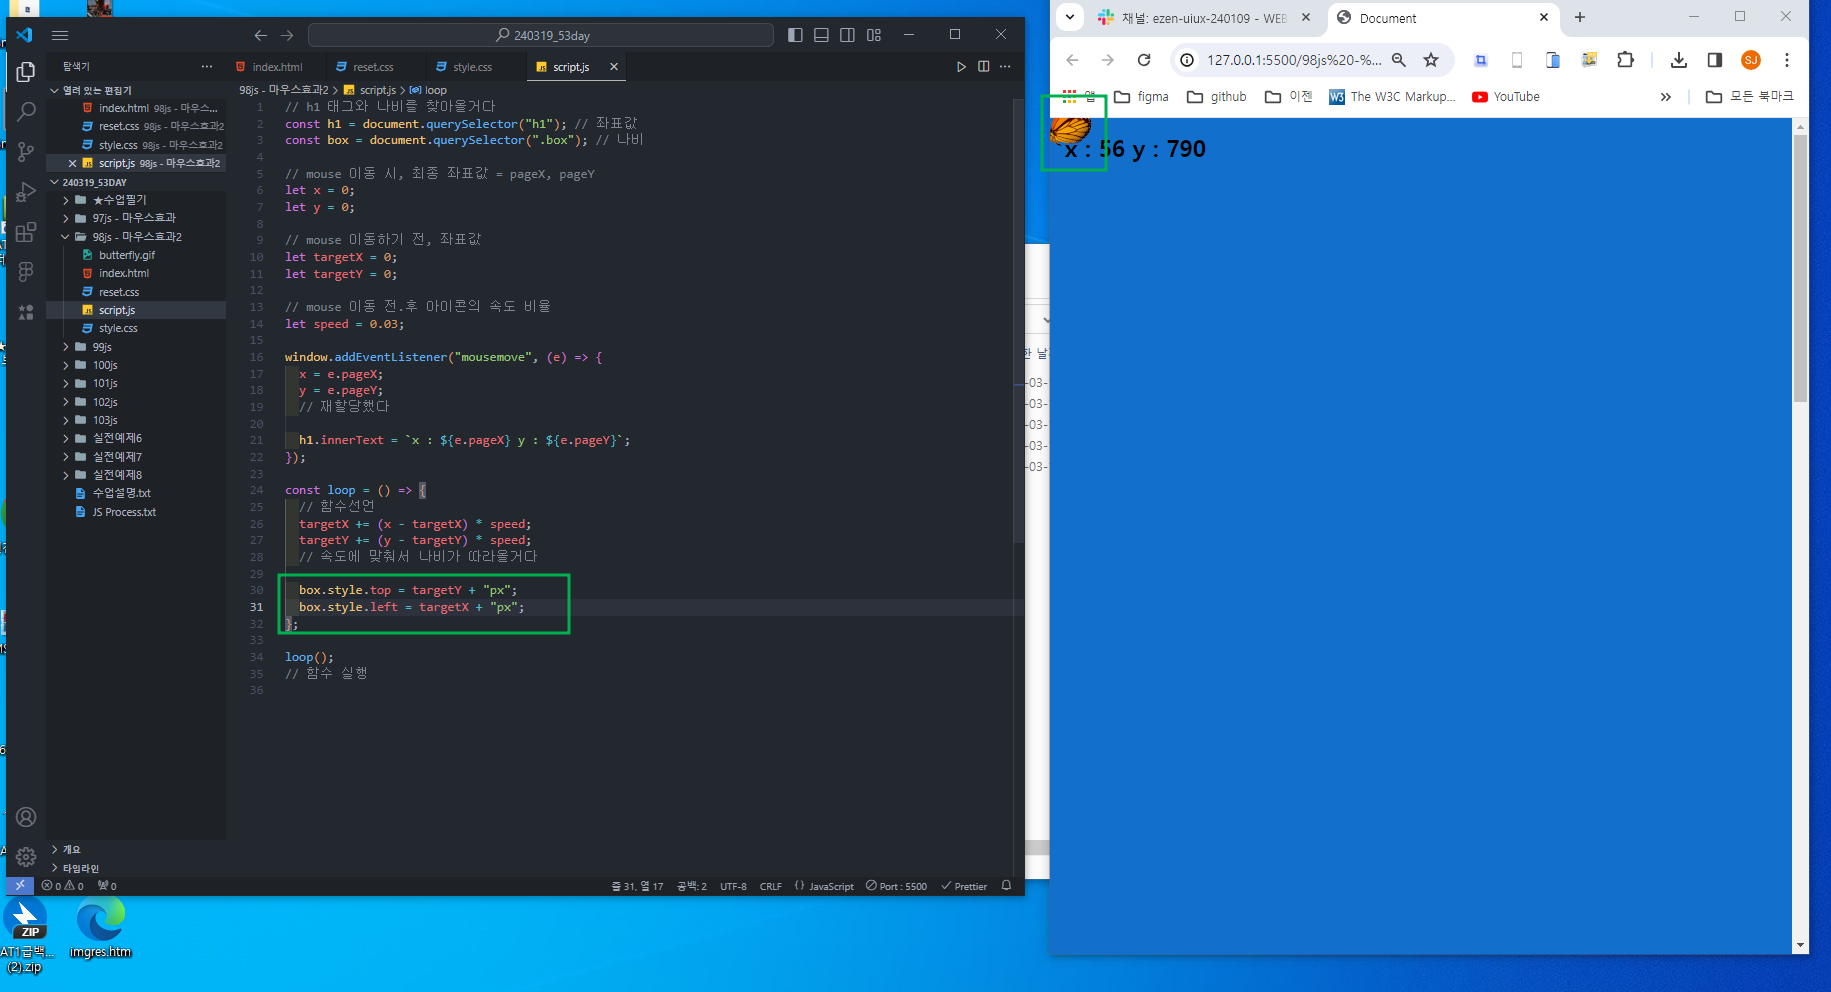 240319_53day
탐색기
index.html
reset.css
style.css
script.js
열려 있는 편집기
index.html 98js - 마우스...
reset.css 98js - 마우스효과2
style.css 98js - 마우스효과2
script.js 98js - 마우스효과2
240319_53DAY
★수업필기
97js - 마우스효과
98js - 마우스효과2
butterfly.gif
index.html
reset.css
script.js
style.css
99js
100js
101js
102js
103js
실전예제6
실전예제7
실전예제8
수업설명.txt
JS Process.txt
개요
타임라인
98js - 마우스효과2 > script.js > loop
1 // h1 태그와 나비를 찾아올거다
2 const h1 = document.querySelector("h1"); // 좌표값
3 const box = document.querySelector(".box"); // 나비
4
5 // mouse 이동 시, 최종 좌표값 = pageX, pageY
6 let x = 0;
7 let y = 0;
8
9 // mouse 이동하기 전, 좌표값
10 let targetX = 0;
11 let targetY = 0;
12
13 // mouse 이동 전.후 아이콘의 속도 비율
14 let speed = 0.03;
15
16 window.addEventListener("mousemove", (e) => {
17 x = e.pageX;
18 y = e.pageY;
19 // 재할당했다
20
21 h1.innerText = `x : ${e.pageX} y : ${e.pageY}`;
22 });
23
24 const loop = () => {
25 // 함수선언
26 targetX += (x - targetX) * speed;
27 targetY += (y - targetY) * speed;
28 // 속도에 맞춰서 나비가 따라올거다
29
30 box.style.top = targetY + "px";
31 box.style.left = targetX + "px";
32 };
33
34 loop();
35 // 함수 실행
36
0 0 0
줄 31, 열 17 공백: 2 UTF-8 CRLF {} JavaScript Port : 5500 Prettier
ZIP
AT1급백...
(2).zip
imgres.htm
한 날
-03-
-03-
-03-
-03-
-03-
채널: ezen-uiux-240109 - WEB
Document
127.0.0.1:5500/98js%20-%...
SJ
앱
figma
github
이젠
W3
The W3C Markup...
YouTube
»
모든 북마크
x : 56 y : 790